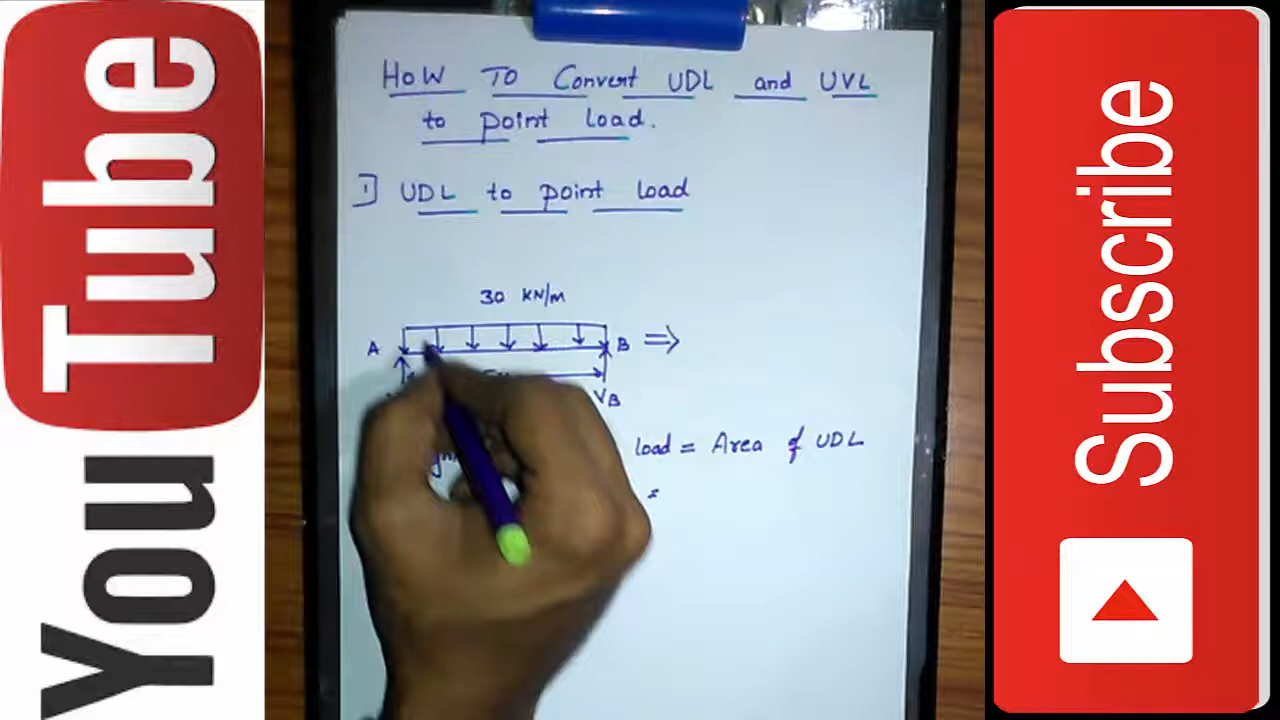 YouTube
HoW TO Convert UDL and UVL
to point load.
1] UDL to point load
30 KN/m
A B ⇒
VB
load = Area of UDL
=
Subscribe